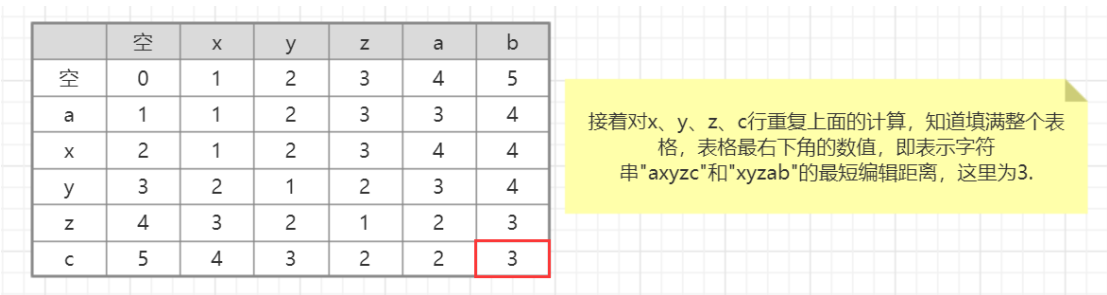 空 x y z a b
空 0 1 2 3 4 5
a 1 1 2 3 3 4
x 2 1 2 3 4 4
y 3 2 1 2 3 4
z 4 3 2 1 2 3
c 5 4 3 2 2 3
接着对x、y、z、c行重复上面的计算，知道填满整个表
格，表格最右下角的数值，即表示字符
串"axyzc"和"xyzab"的最短编辑距离，这里为3.